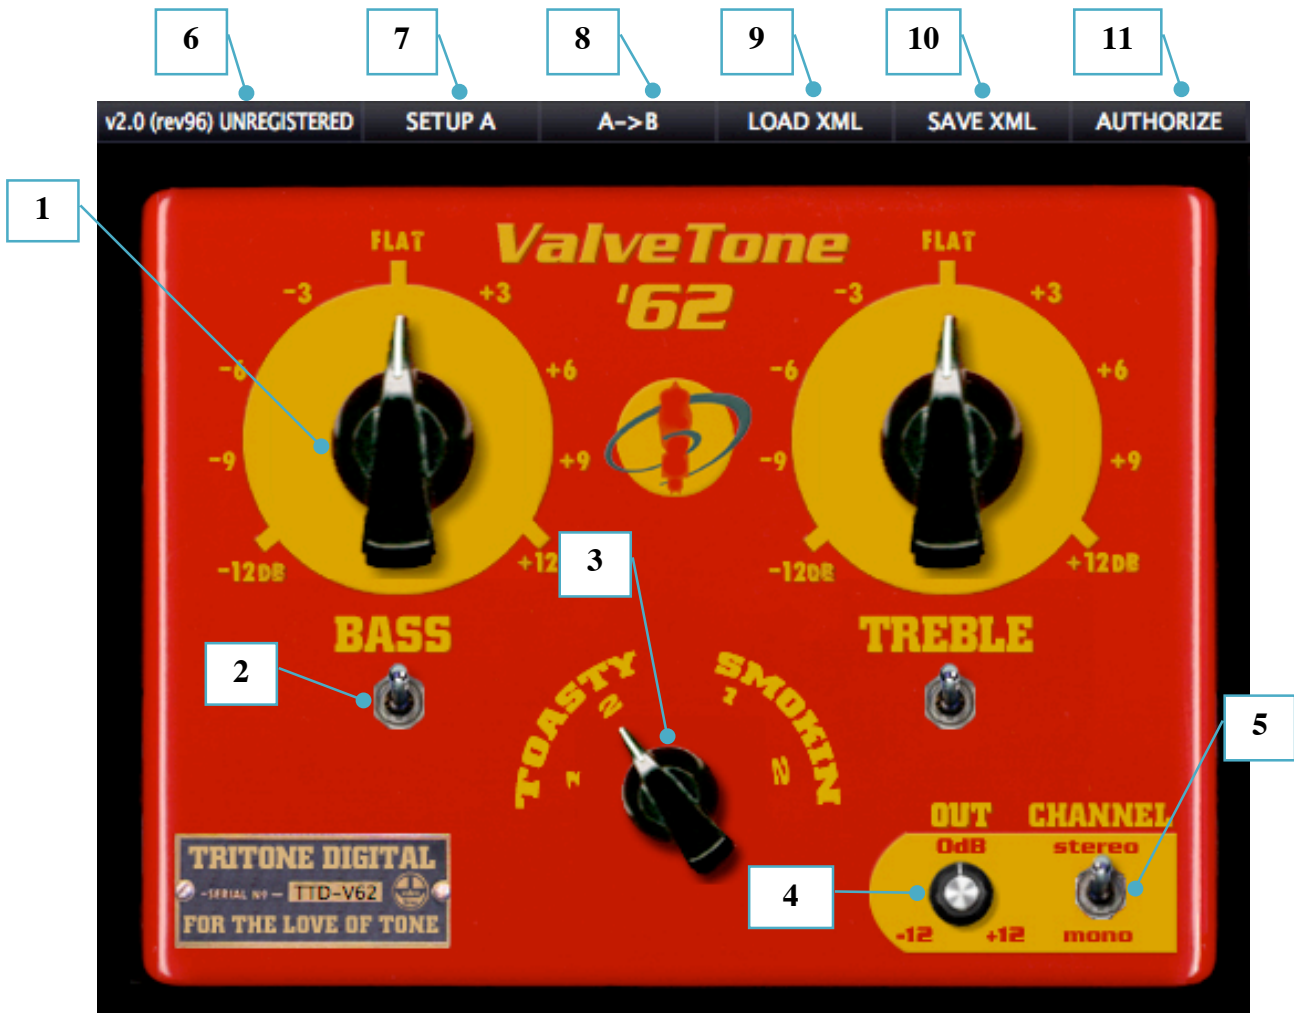 6 7 8 9 10 11
v2.0 (rev96) UNREGISTERED SETUP A A->B LOAD XML SAVE XML AUTHORIZE
1
ValveTone
'62
FLAT
-3 +3
-6 +6
-9 +9
-12DB +12
FLAT
-3 +3
-6 +6
-9 +9
-12DB +12DB
3
BASS
TREBLE
2
TOASTY
1 2
SMOKIN
1 2
5
OUT CHANNEL
0dB stereo
4
-12 +12 mono
TRITONE DIGITAL
-SERIAL No- TTD-V62
FOR THE LOVE OF TONE